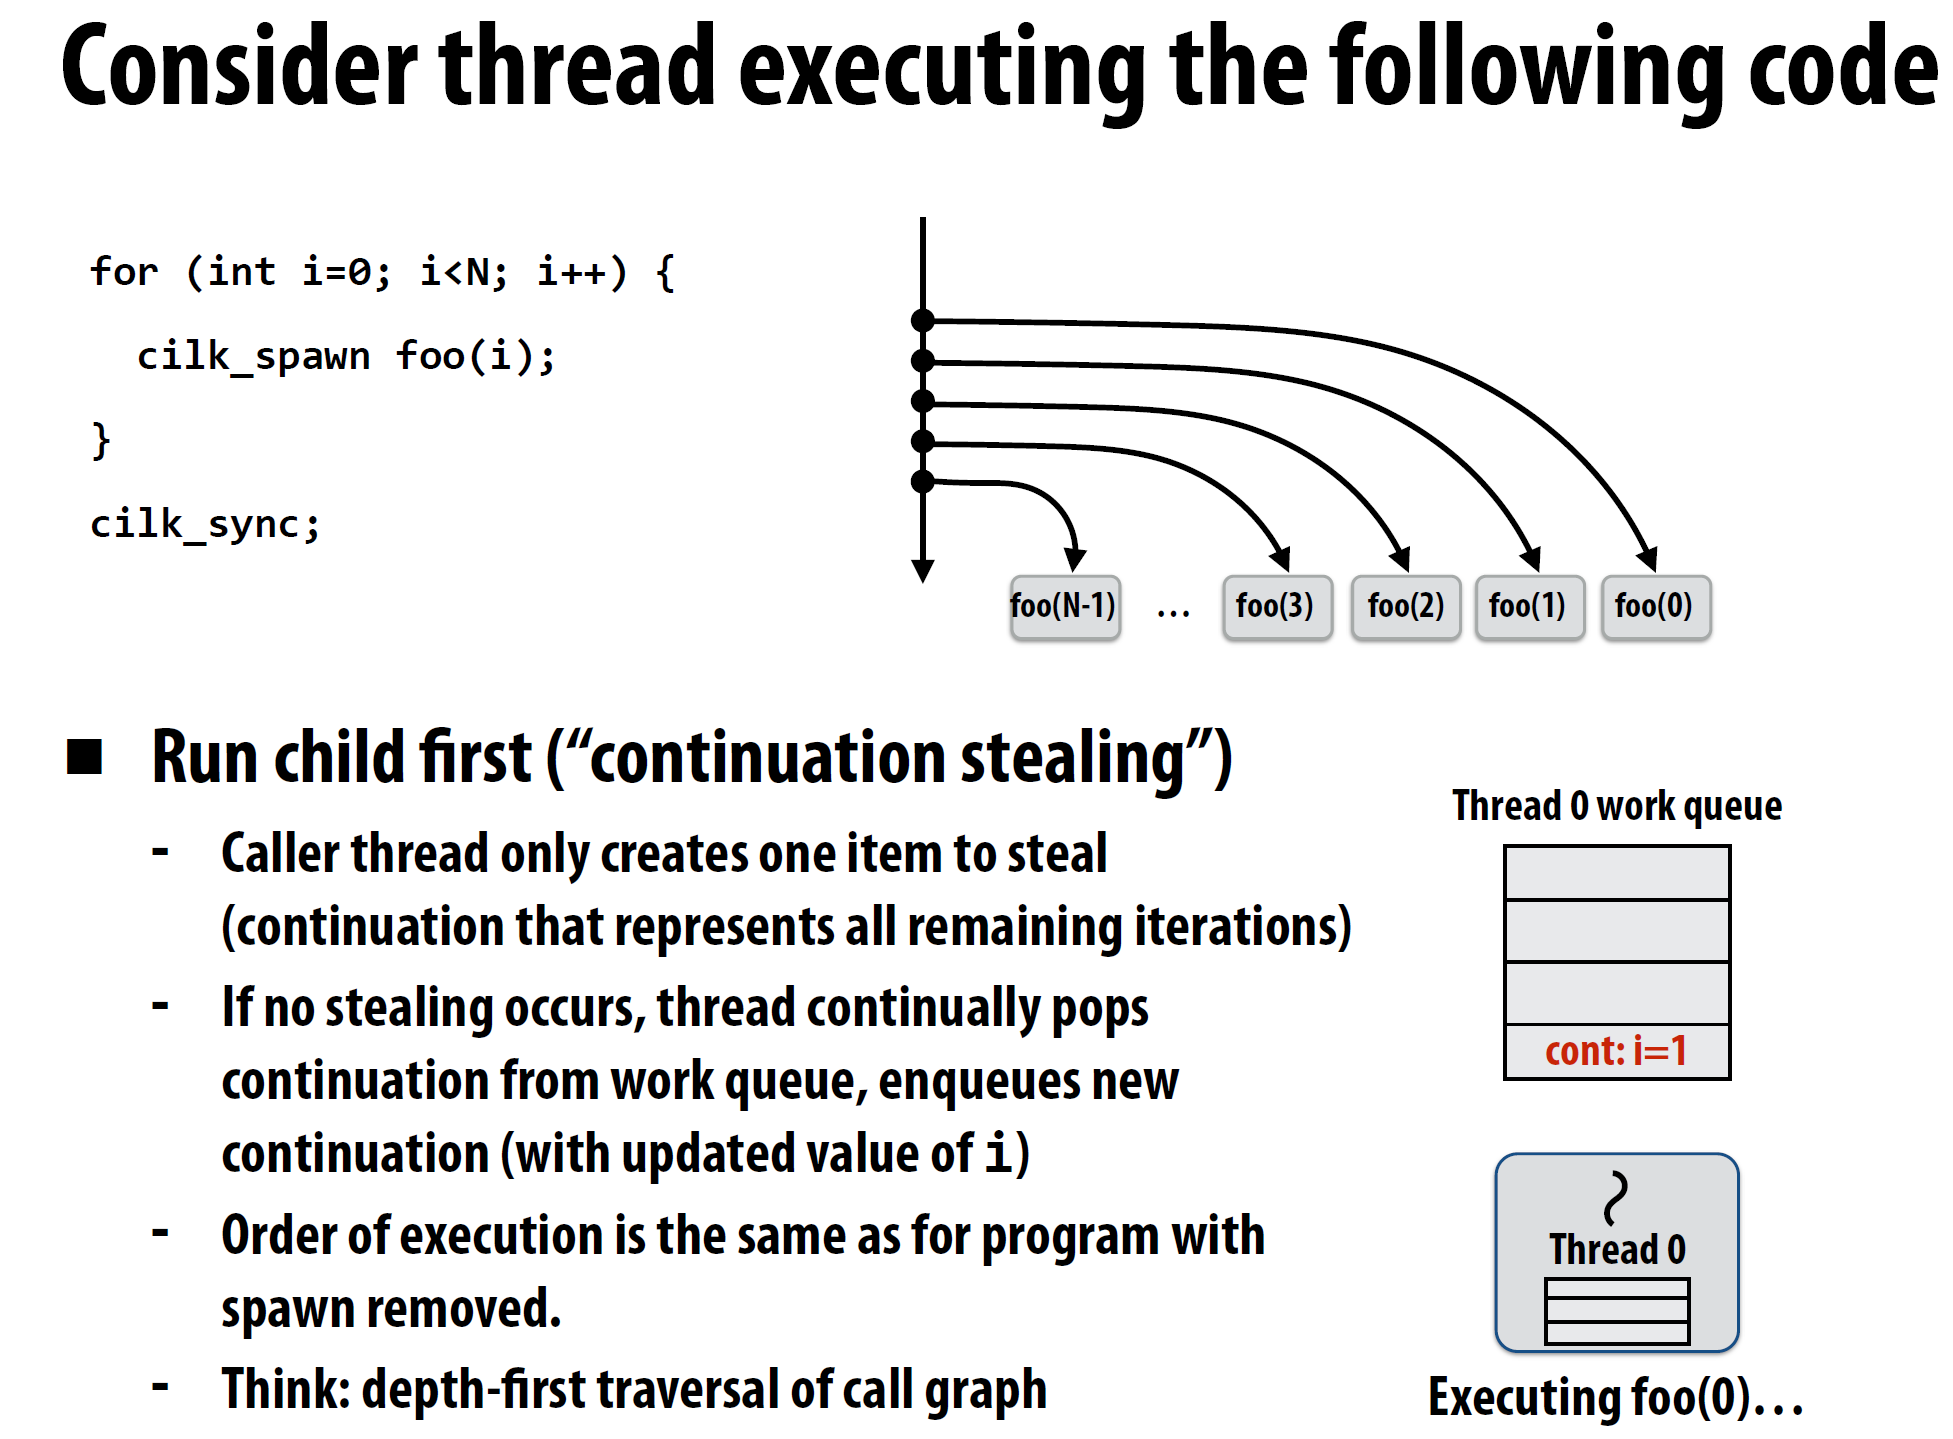 Consider thread executing the following code
for (int i=0; i<N; i++) {
cilk_spawn foo(i);
}
cilk_sync;
foo(N-1) … foo(3) foo(2) foo(1) foo(0)
■ Run child first (“continuation stealing”)
- Caller thread only creates one item to steal
(continuation that represents all remaining iterations)
- If no stealing occurs, thread continually pops
continuation from work queue, enqueues new
continuation (with updated value of i)
- Order of execution is the same as for program with
spawn removed.
- Think: depth-first traversal of call graph
Thread 0 work queue
cont: i=1
Thread 0
Executing foo(0)…